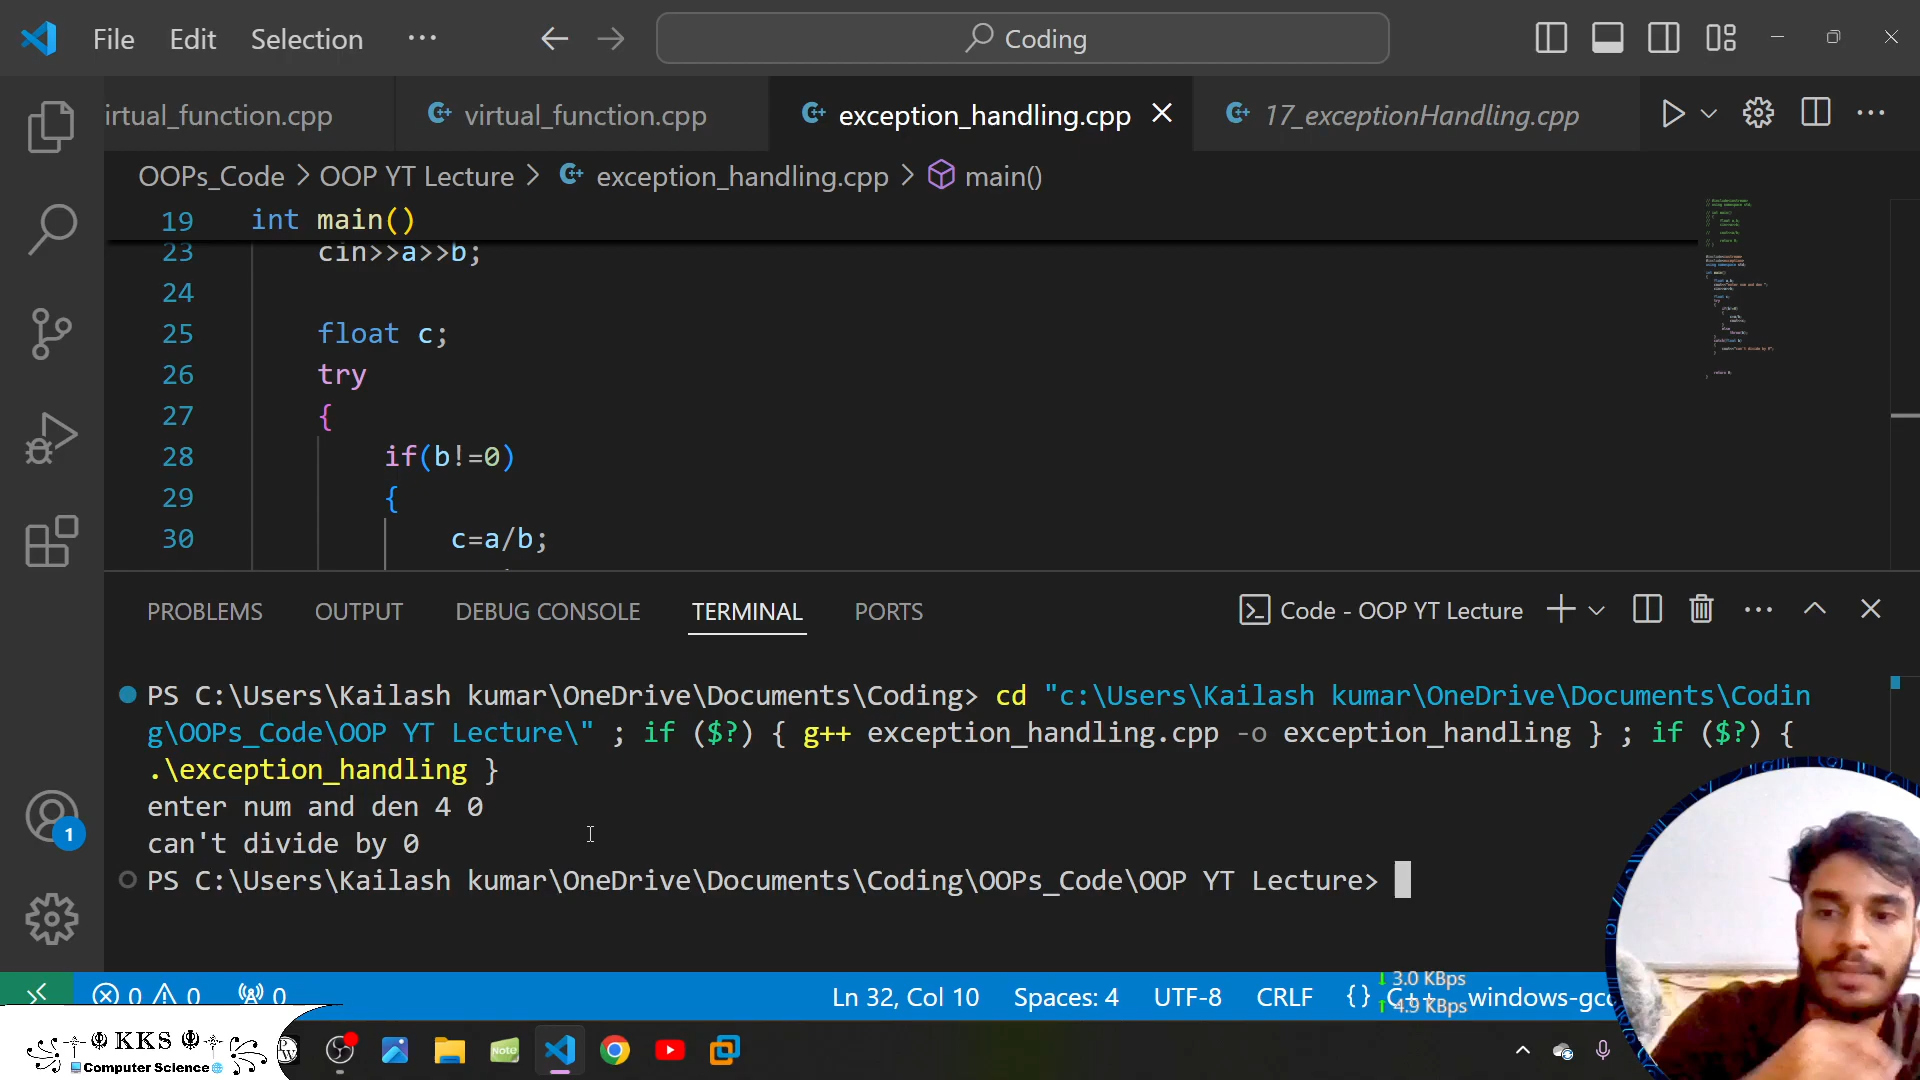 File Edit Selection ··· Coding
irtual_function.cpp virtual_function.cpp exception_handling.cpp 17_exceptionHandling.cpp
OOPs_Code > OOP YT Lecture > exception_handling.cpp > main()
19 int main()
23 cin>>a>>b;
24
25 float c;
26 try
27 {
28 if(b!=0)
29 {
30 c=a/b;
PROBLEMS OUTPUT DEBUG CONSOLE TERMINAL PORTS Code - OOP YT Lecture
PS C:\Users\Kailash kumar\OneDrive\Documents\Coding> cd "c:\Users\Kailash kumar\OneDrive\Documents\Codin
g\OOPs_Code\OOP YT Lecture\" ; if ($?) { g++ exception_handling.cpp -o exception_handling } ; if ($?) {
.\exception_handling }
enter num and den 4 0
can't divide by 0
PS C:\Users\Kailash kumar\OneDrive\Documents\Coding\OOPs_Code\OOP YT Lecture>
1
0 0 0 Ln 32, Col 10 Spaces: 4 UTF-8 CRLF {} C++ windows-gcc
3.0 KBps
4.9 KBps
KKS
Computer Science
PW
Note